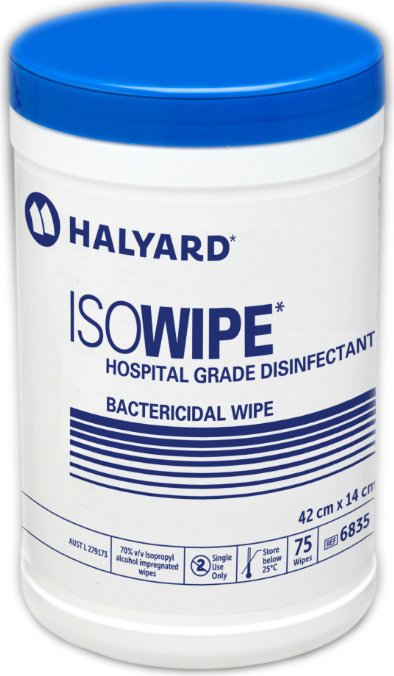 HALYARD*
ISOWIPE*
HOSPITAL GRADE DISINFECTANT
BACTERICIDAL WIPE
42 cm x 14 cm
AUST L 279173
70% v/v isopropyl
alcohol impregnated
wipes
2
Single
Use
Only
Store
below
25°C
75
Wipes
REF 6835